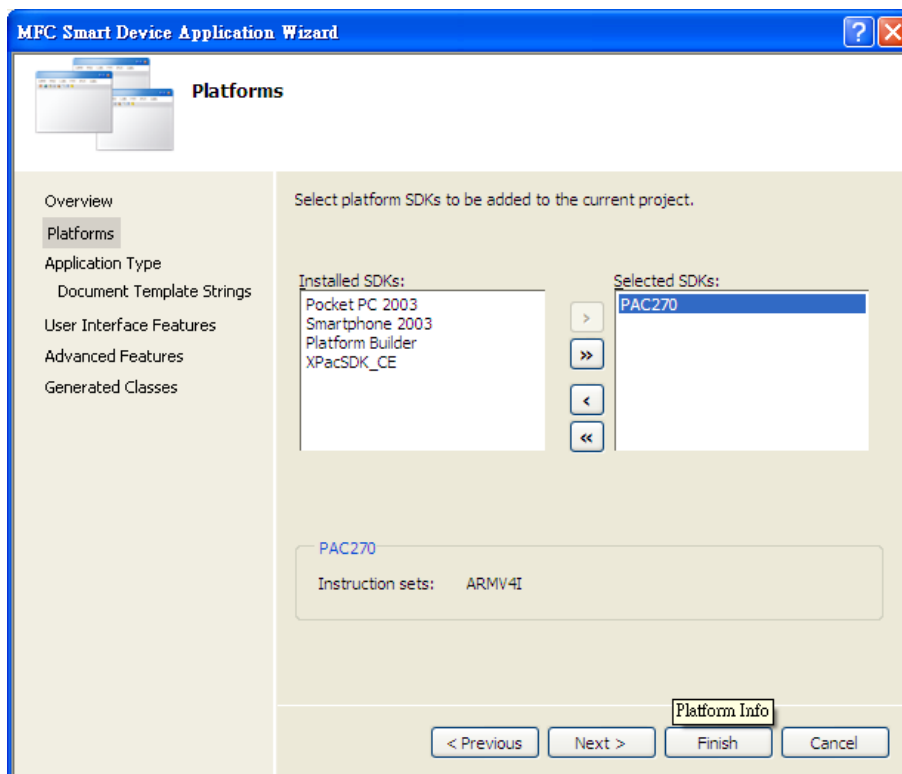 MFC Smart Device Application Wizard
Platforms
Overview
Platforms
Application Type
Document Template Strings
User Interface Features
Advanced Features
Generated Classes
Select platform SDKs to be added to the current project.
Installed SDKs:
Pocket PC 2003
Smartphone 2003
Platform Builder
XPacSDK_CE
>
>>
<
<<
Selected SDKs:
PAC270
PAC270
Instruction sets: ARMV4I
Platform Info
< Previous
Next >
Finish
Cancel